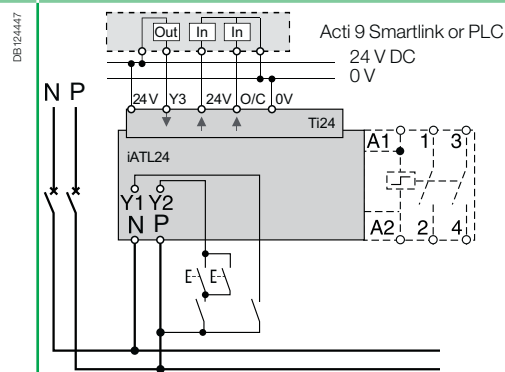 DB124447
Out In In
Acti 9 Smartlink or PLC
24 V DC
0 V
N P
24V Y3 24V O/C 0V
Ti24
iATL24
A1 1 3
Y1 Y2
N P
A2 2 4
E E